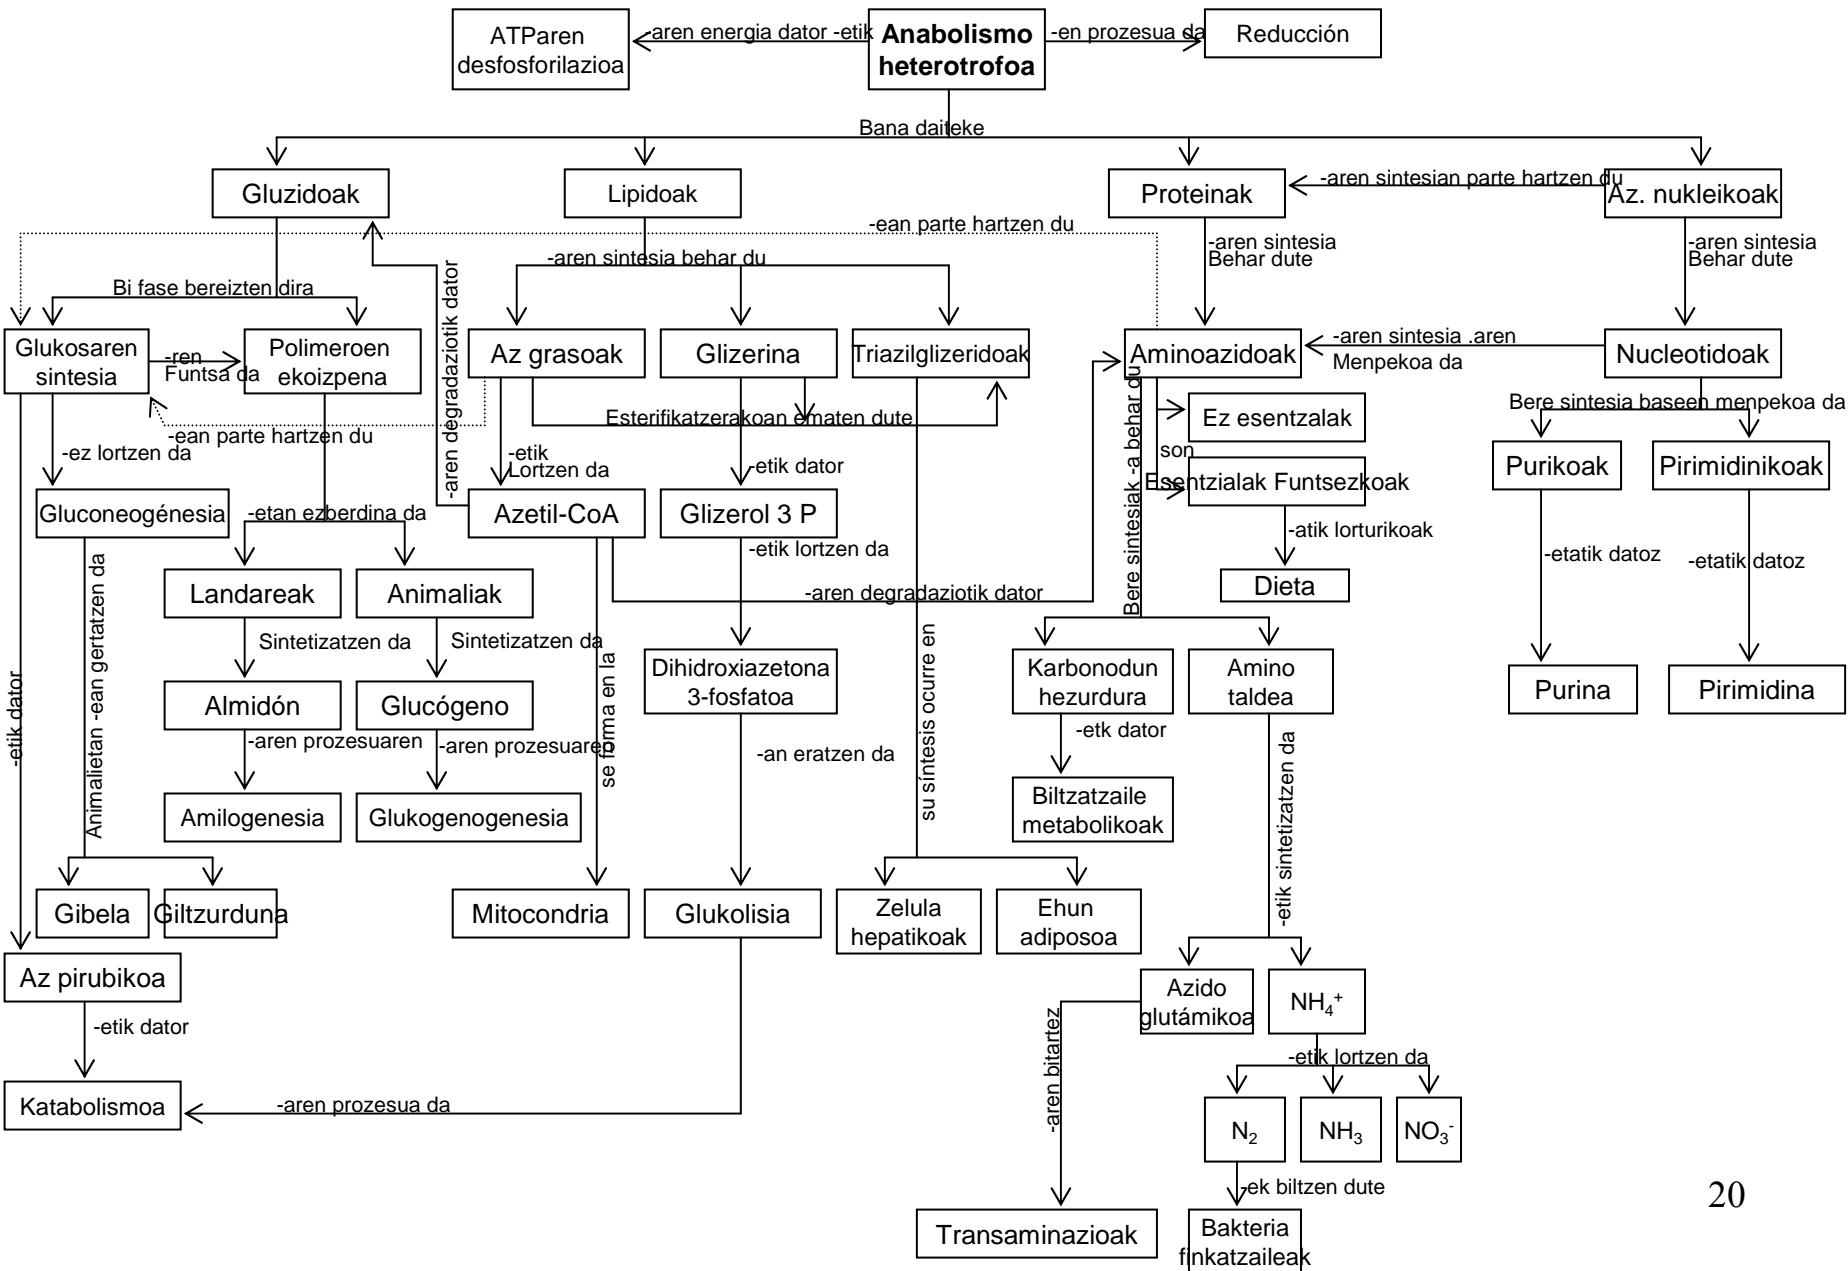 ATParen
desfosforilazioa
-aren energia dator -etik
Anabolismo
heterotrofoa
-en prozesua da
Reducción
Bana daiteke
Gluzidoak
Lipidoak
Proteinak
-aren sintesian parte hartzen du
Az. nukleikoak
-ean parte hartzen du
-aren sintesia
Behar dute
-aren sintesia
Behar dute
-aren sintesia behar du
Bi fase bereizten dira
-aren degradaziotik dator
Glukosaren
sintesia
-ren
Funtsa da
Polimeroen
ekoizpena
Az grasoak
Glizerina
Triazilglizeridoak
Aminoazidoak
-aren sintesia .aren
Menpekoa da
Nucleotidoak
Esterifikatzerakoan ematen dute
-ean parte hartzen du
Bere sintesia baseen menpekoa da
Ez esentzalak
son
Esentzialak Funtsezkoak
-ez lortzen da
-etik
Lortzen da
-etik dator
Purikoak
Pirimidinikoak
Gluconeogénesia
-etan ezberdina da
Azetil-CoA
Glizerol 3 P
-atik lorturikoak
-etik lortzen da
-etatik datoz
-etatik datoz
Landareak
Animaliak
Dieta
-aren degradaziotik dator
Bere sintesiak -a behar du
Sintetizatzen da
Sintetizatzen da
Dihidroxiazetona
3-fosfatoa
Karbonodun
hezurdura
Amino
taldea
Purina
Pirimidina
Almidón
Glucógeno
-etik dator
Animalietan -ean gertatzen da
se forma en la
su síntesis ocurre en
-aren prozesuaren
-aren prozesuaren
-an eratzen da
-etk dator
-etik sintetizatzen da
Amilogenesia
Glukogenogenesia
Biltzatzaile
metabolikoak
Gibela
Giltzurduna
Mitocondria
Glukolisia
Zelula
hepatikoak
Ehun
adiposoa
Az pirubikoa
Azido
glutámikoa
NH₄⁺
-etik dator
-aren bitartez
-etik lortzen da
Katabolismoa
-aren prozesua da
N₂
NH₃
NO₃⁻
-ek biltzen dute
Transaminazioak
Bakteria
finkatzaileak
20